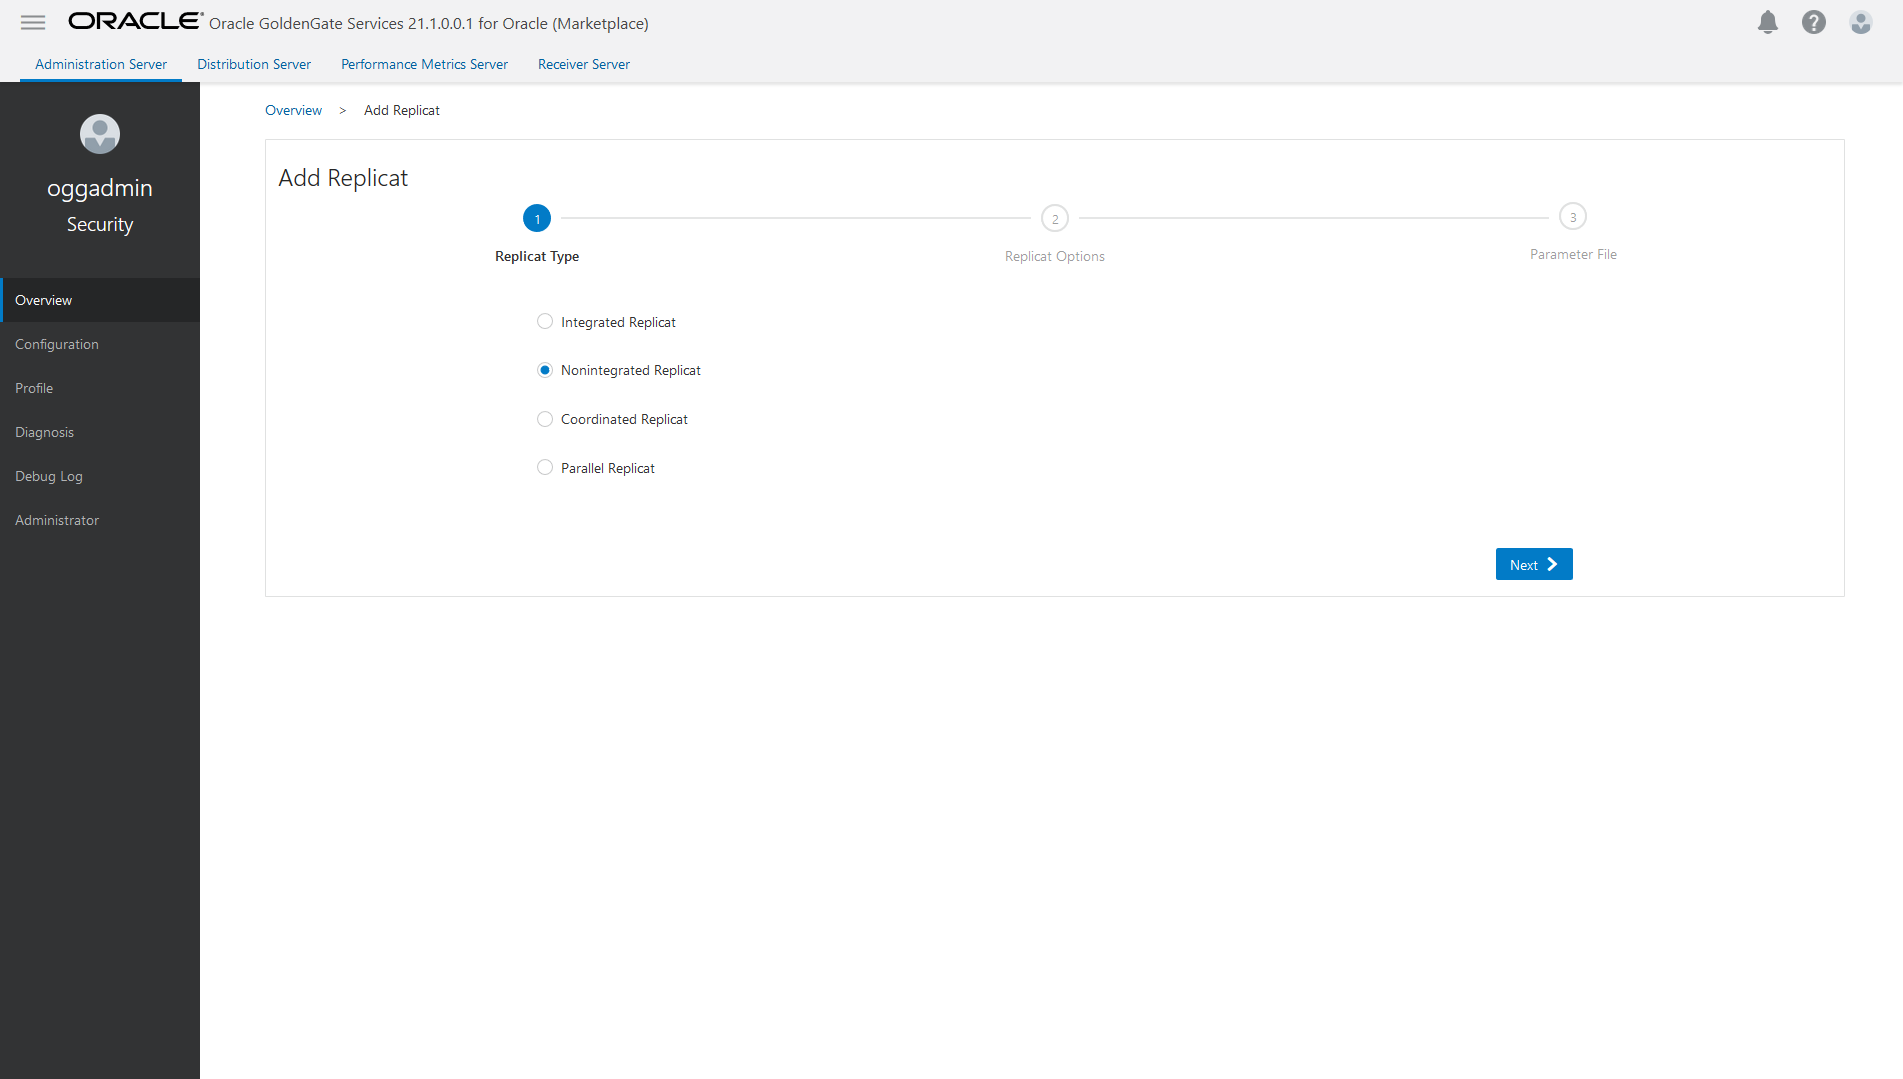 ORACLE® Oracle GoldenGate Services 21.1.0.0.1 for Oracle (Marketplace)
Administration Server Distribution Server Performance Metrics Server Receiver Server
oggadmin
Security
Overview
Configuration
Profile
Diagnosis
Debug Log
Administrator
Overview > Add Replicat
Add Replicat
1 2 3
Replicat Type Replicat Options Parameter File
Integrated Replicat
Nonintegrated Replicat
Coordinated Replicat
Parallel Replicat
Next